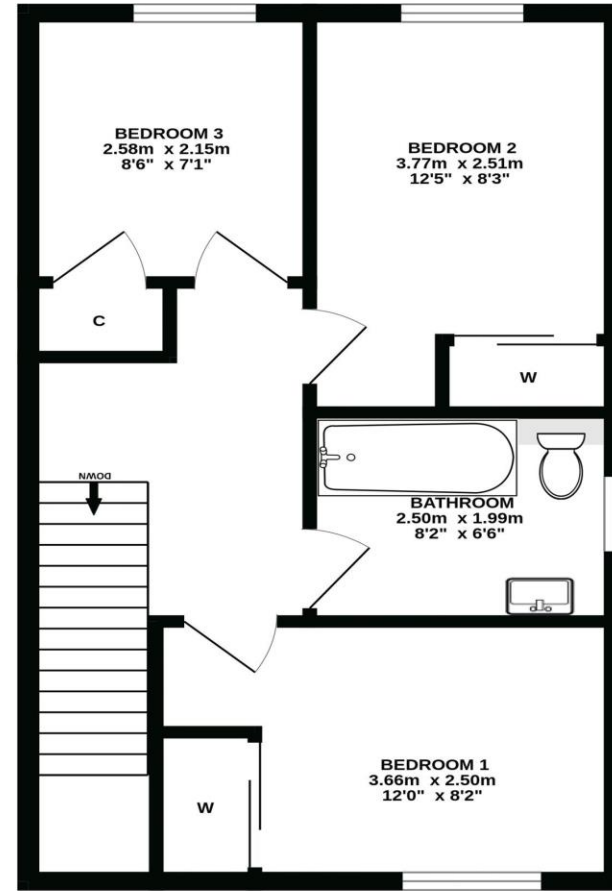 BEDROOM 3
2.58m x 2.15m
8'6" x 7'1"
BEDROOM 2
3.77m x 2.51m
12'5" x 8'3"
C
W
DOWN
BATHROOM
2.50m x 1.99m
8'2" x 6'6"
BEDROOM 1
3.66m x 2.50m
12'0" x 8'2"
W